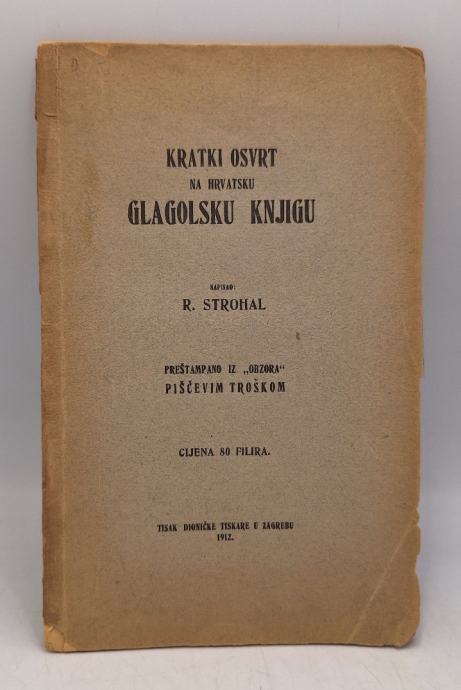 KRATKI OSVRT
NA HRVATSKU
GLAGOLSKU KNJIGU
NAPISAO:
R. STROHAL
PREŠTAMPANO IZ „OBZORA“
PIŠČEVIM TROŠKOM
CIJENA 80 FILIRA.
TISAK DIONIČKE TISKARE U ZAGREBU
1912.